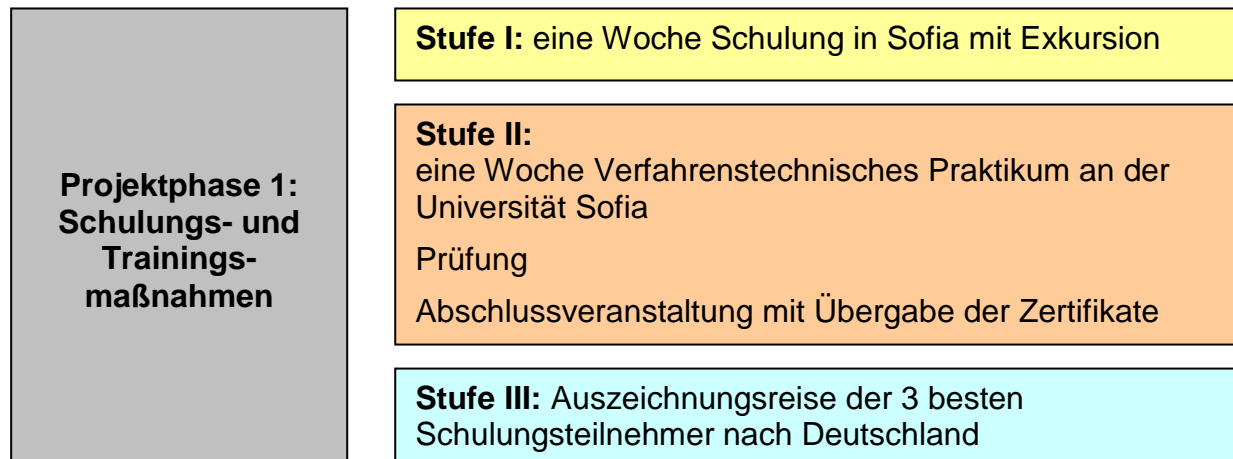 Projektphase 1:
Schulungs- und
Trainings-
maßnahmen
Stufe I: eine Woche Schulung in Sofia mit Exkursion
Stufe II:
eine Woche Verfahrenstechnisches Praktikum an der
Universität Sofia
Prüfung
Abschlussveranstaltung mit Übergabe der Zertifikate
Stufe III: Auszeichnungsreise der 3 besten
Schulungsteilnehmer nach Deutschland